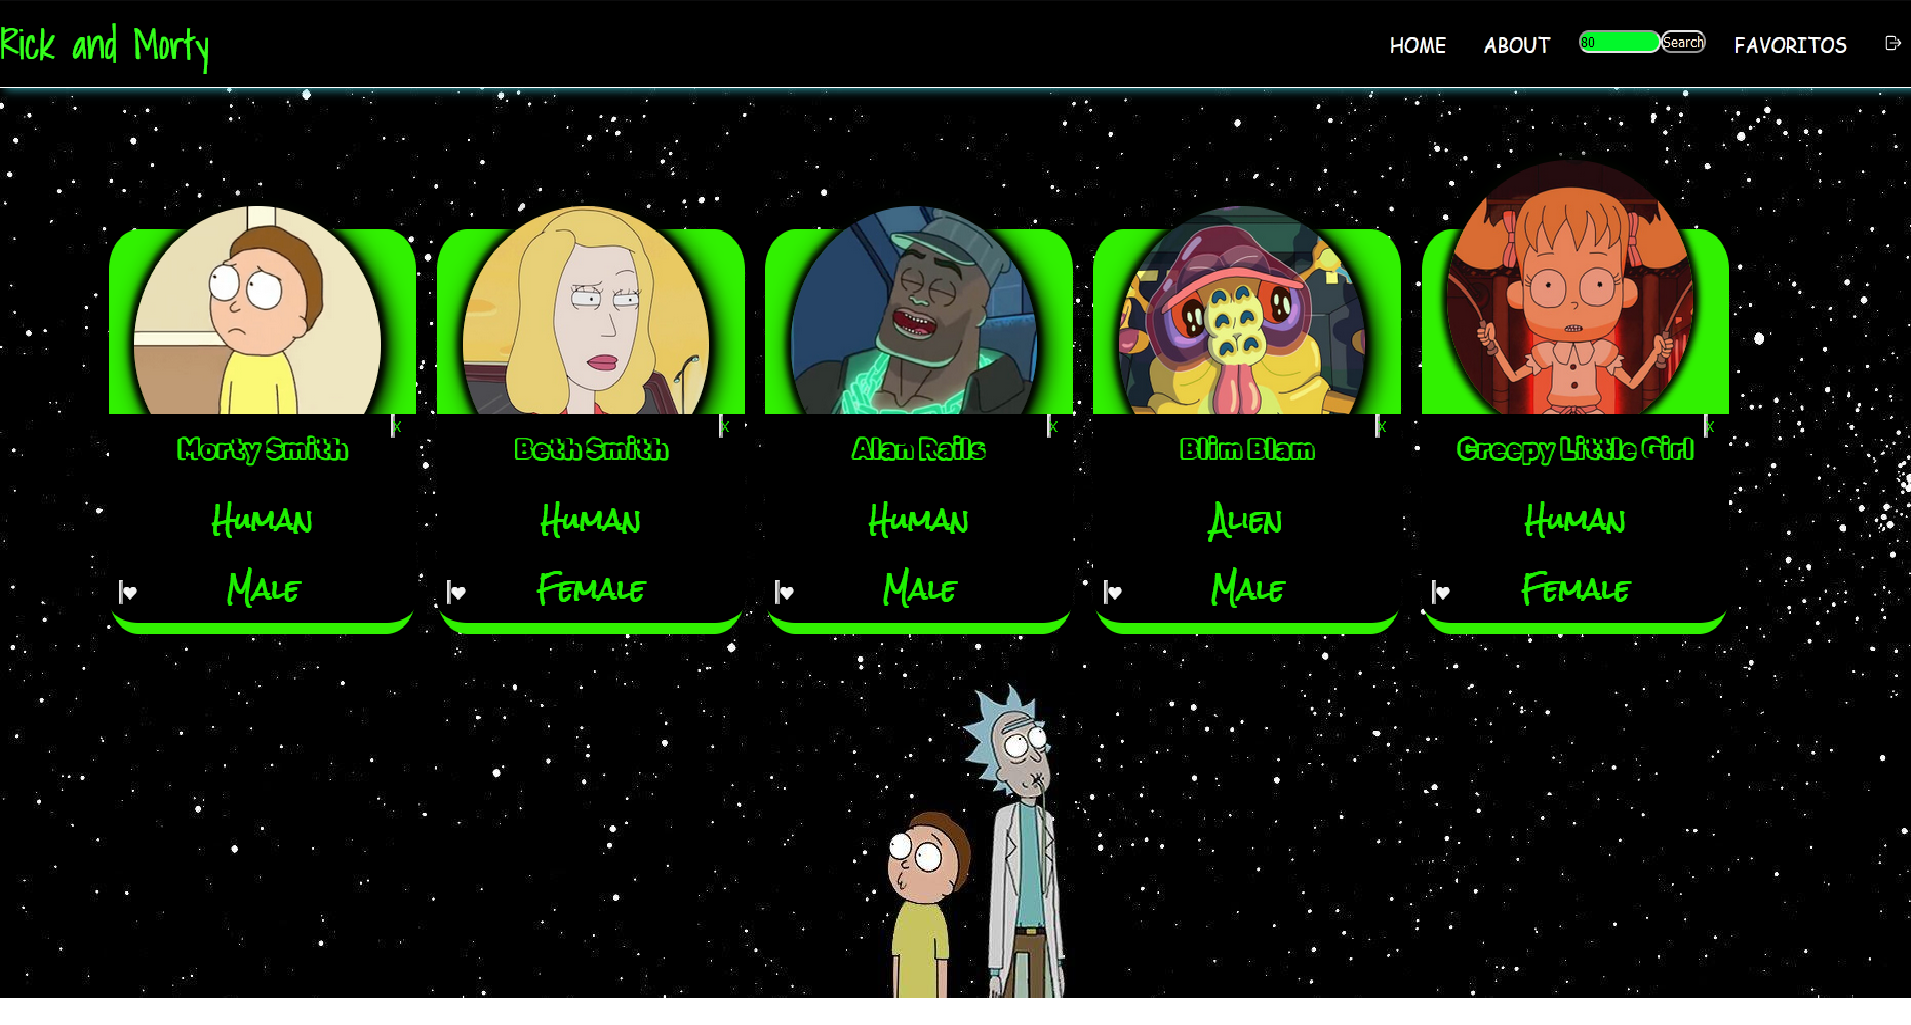 Rick and Morty
HOME ABOUT 80 Search FAVORITOS
X X X X X
Morty Smith Beth Smith Alan Rails Blim Blam Creepy Little Girl
Human Human Human Alien Human
Male Female Male Male Female